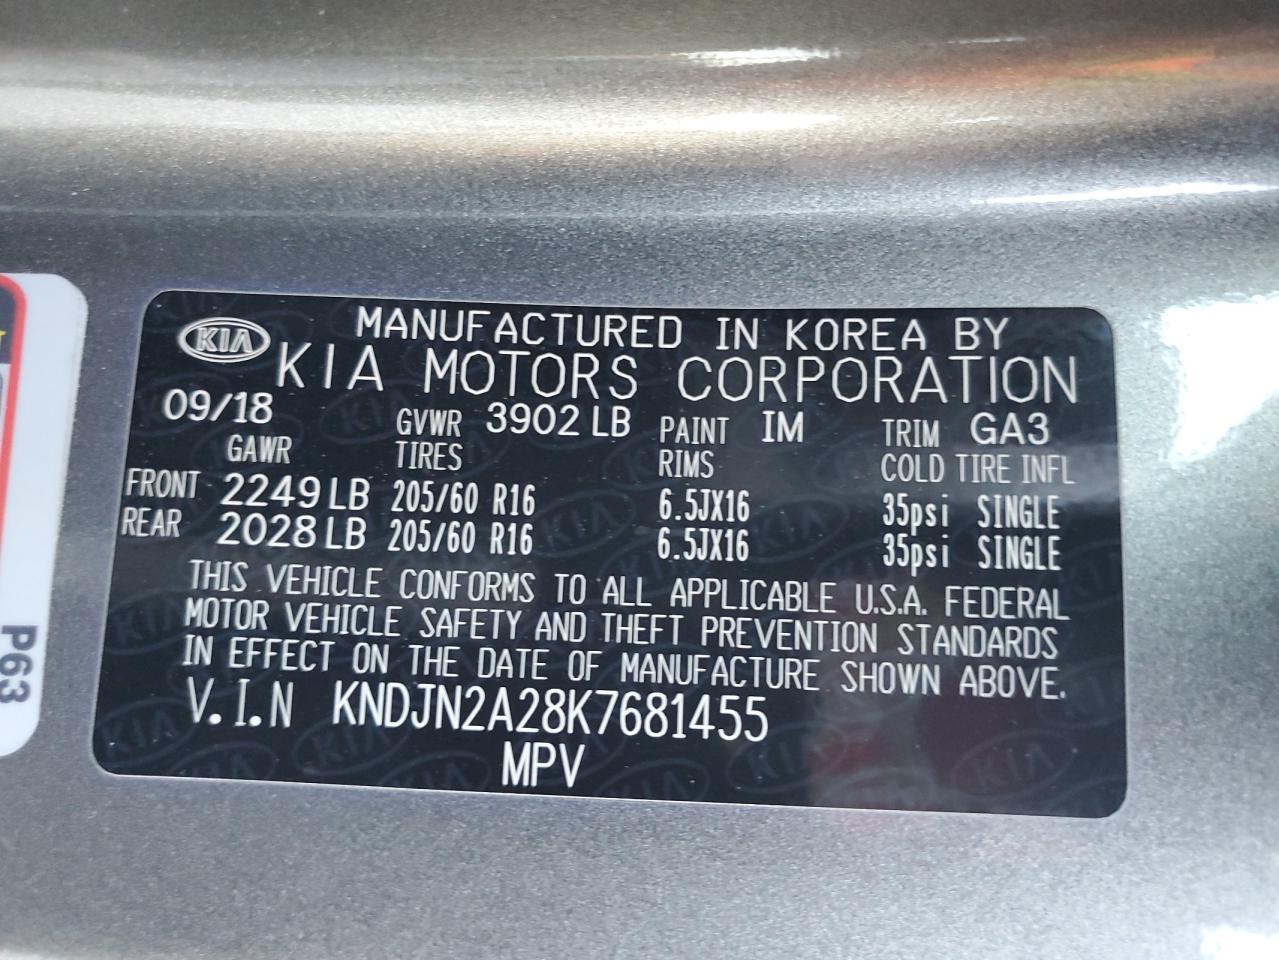 KIA
MANUFACTURED IN KOREA BY
KIA MOTORS CORPORATION
09/18 GVWR 3902 LB PAINT IM TRIM GA3
GAWR TIRES RIMS COLD TIRE INFL
FRONT 2249 LB 205/60 R16 6.5JX16 35psi SINGLE
REAR 2028 LB 205/60 R16 6.5JX16 35psi SINGLE
THIS VEHICLE CONFORMS TO ALL APPLICABLE U.S.A. FEDERAL
MOTOR VEHICLE SAFETY AND THEFT PREVENTION STANDARDS
IN EFFECT ON THE DATE OF MANUFACTURE SHOWN ABOVE.
V.I.N KNDJN2A28K7681455
MPV
P63